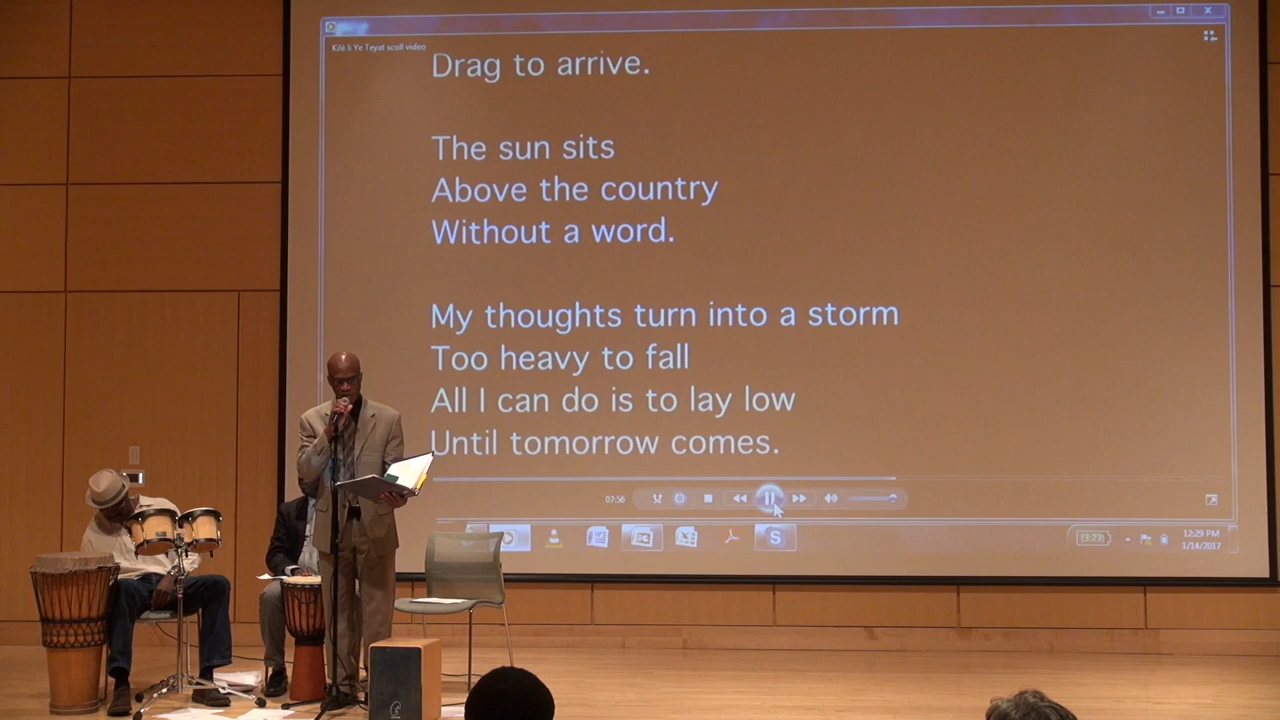 Kilè li Ye Teyat scoll video
Drag to arrive.
The sun sits
Above the country
Without a word.
My thoughts turn into a storm
Too heavy to fall
All I can do is to lay low
Until tomorrow comes.
07:56
(3:23)
12:29 PM
1/14/2017